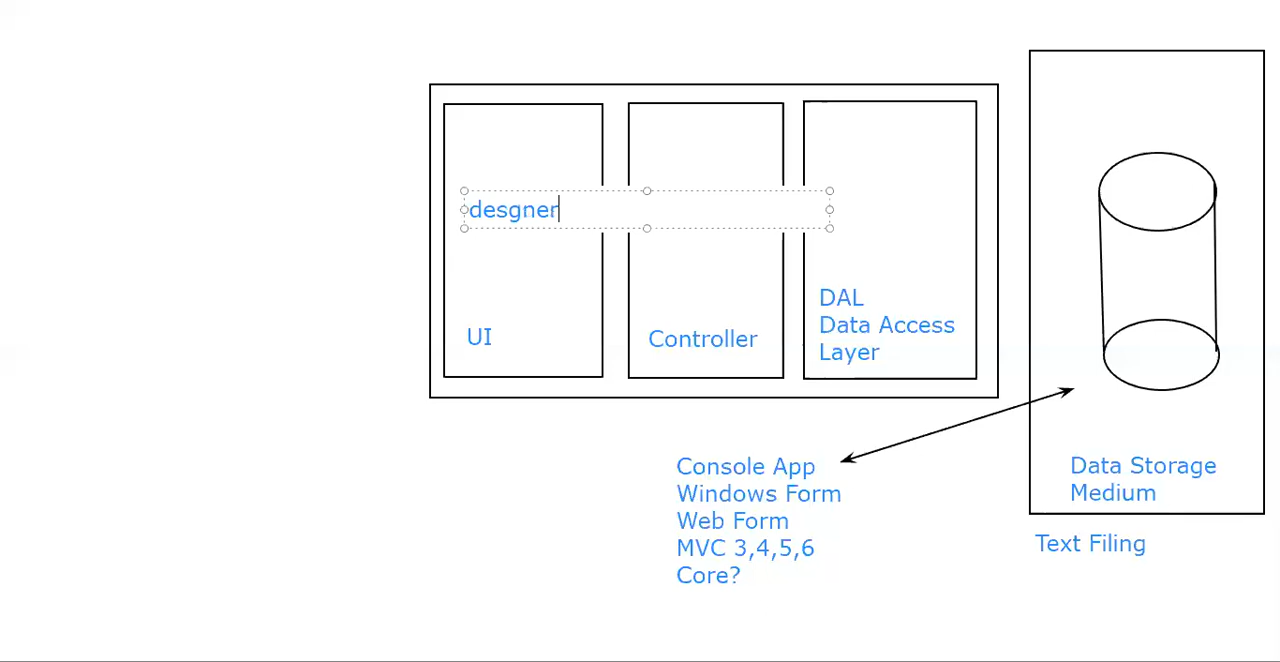 desgner
UI
Controller
DAL
Data Access
Layer
Console App
Windows Form
Web Form
MVC 3,4,5,6
Core?
Data Storage
Medium
Text Filing